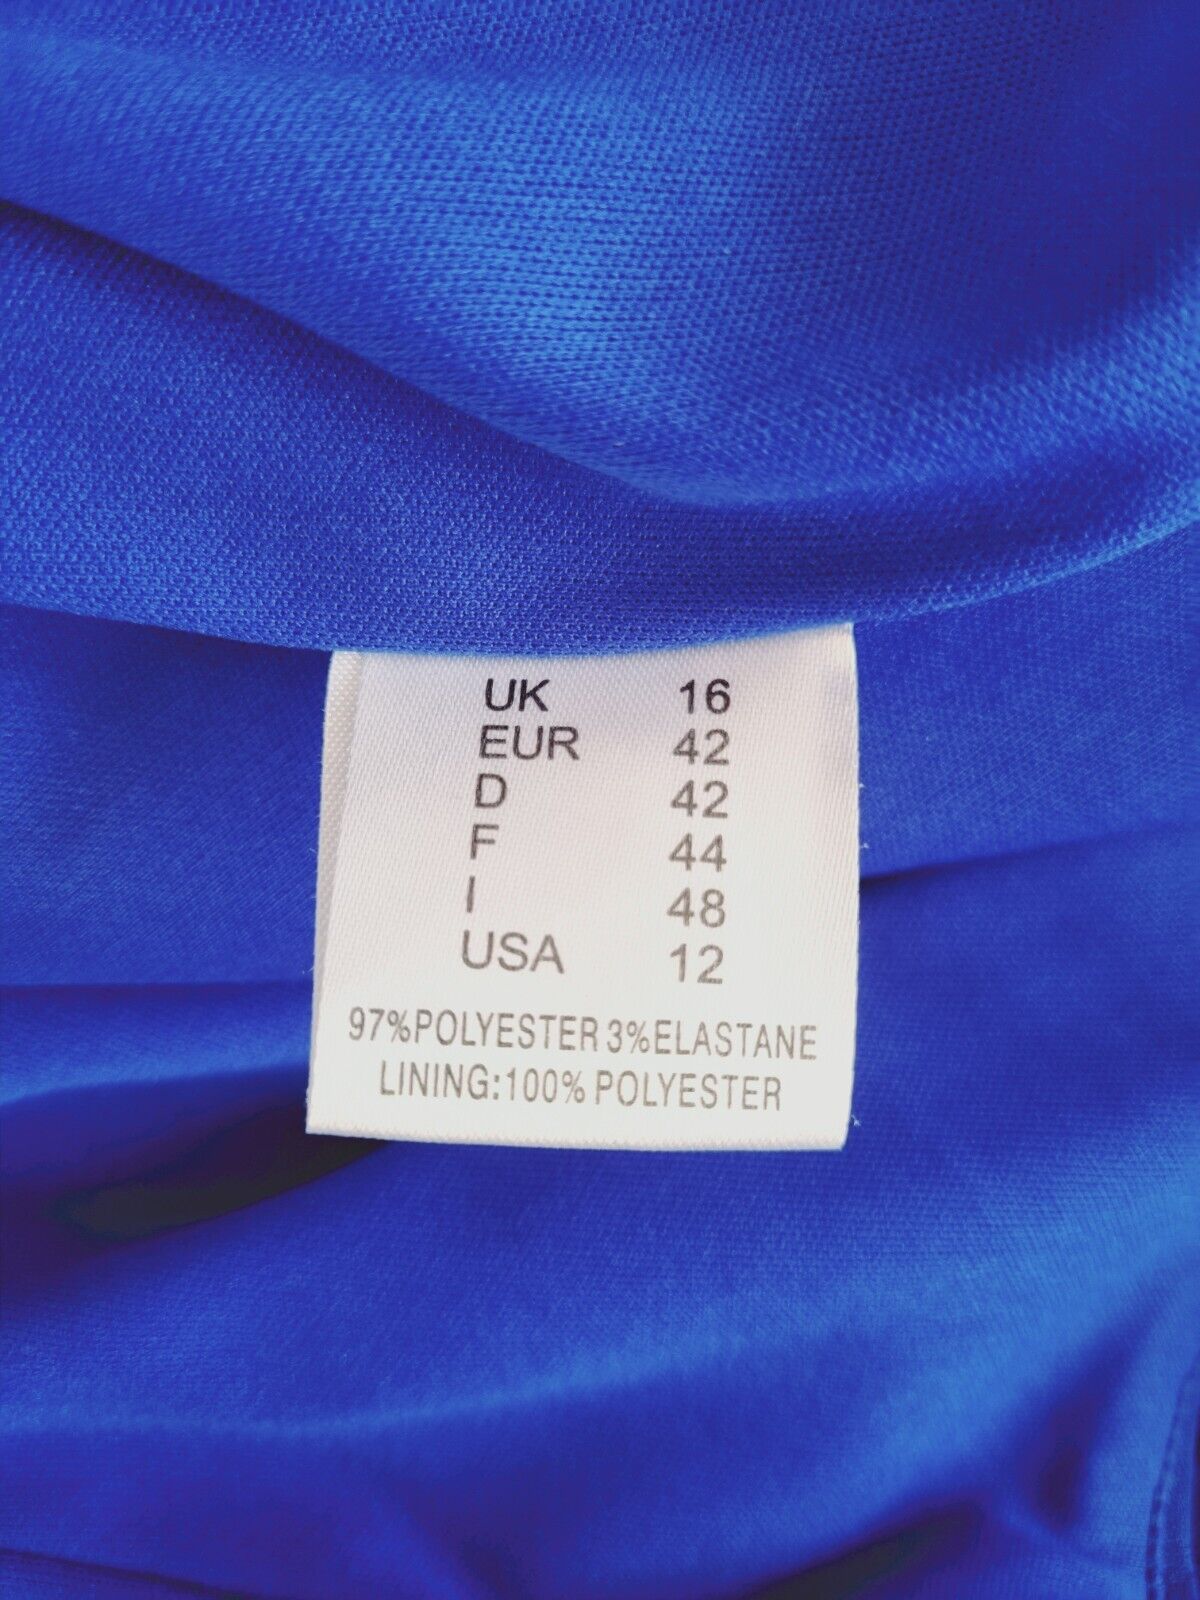 UK 16
EUR 42
D 42
F 44
I 48
USA 12
97%POLYESTER 3%ELASTANE
LINING:100% POLYESTER